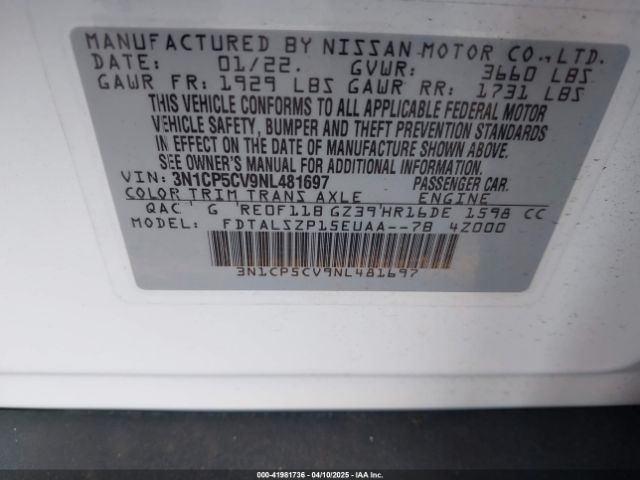 MANUFACTURED BY NISSAN MOTOR CO., LTD.
DATE: 01/22. GVWR: 3660 LBS
GAWR FR: 1929 LBS GAWR RR: 1731 LBS
THIS VEHICLE CONFORMS TO ALL APPLICABLE FEDERAL MOTOR
VEHICLE SAFETY, BUMPER AND THEFT PREVENTION STANDARDS
IN EFFECT ON THE DATE OF MANUFACTURE SHOWN ABOVE.
SEE OWNER'S MANUAL FOR ADDITIONAL INFORMATION.
VIN: 3N1CP5CV9NL481697 PASSENGER CAR.
COLOR TRIM TRANS AXLE ENGINE
QAC G RE0F11B GZ39 HR16DE 1598 CC
MODEL: FDTALSZP15EUAA--7B 4Z000
3N1CP5CV9NL481697
000-41981736 - 04/10/2025 - IAA Inc.